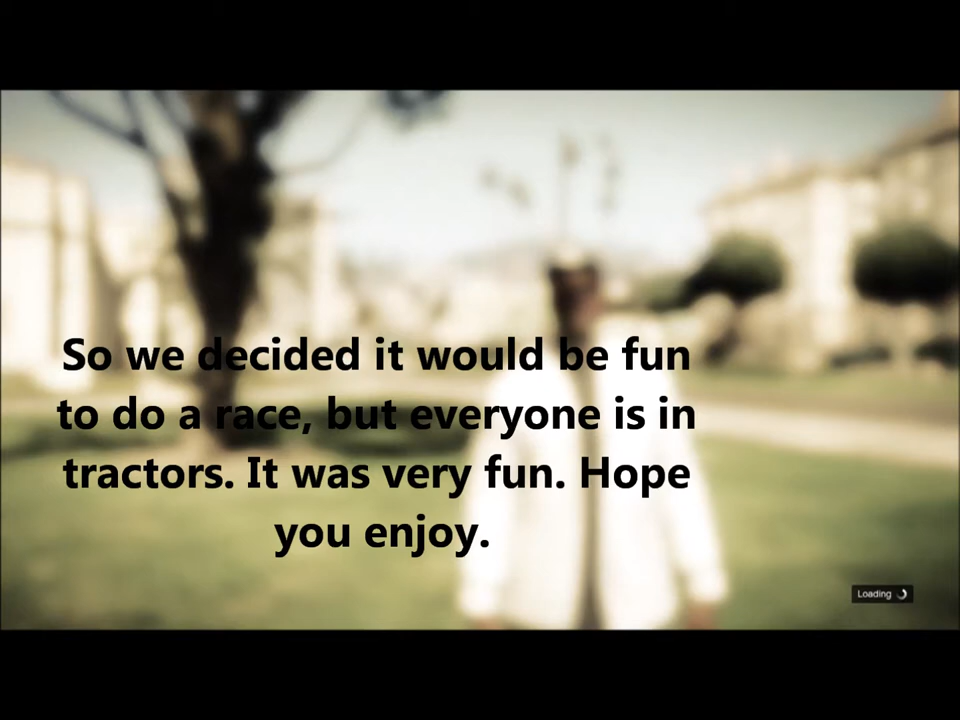 So we decided it would be fun
to do a race, but everyone is in
tractors. It was very fun. Hope
you enjoy.
Loading